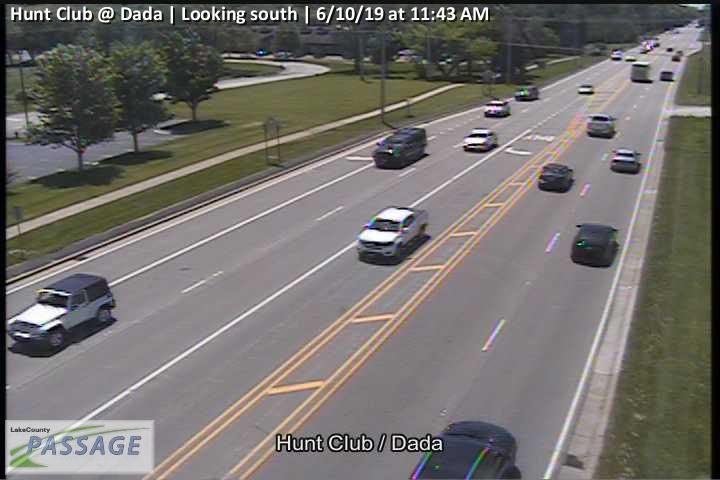 Hunt Club @ Dada | Looking south | 6/10/19 at 11:43 AM
Hunt Club / Dada
LakeCounty
PASSAGE